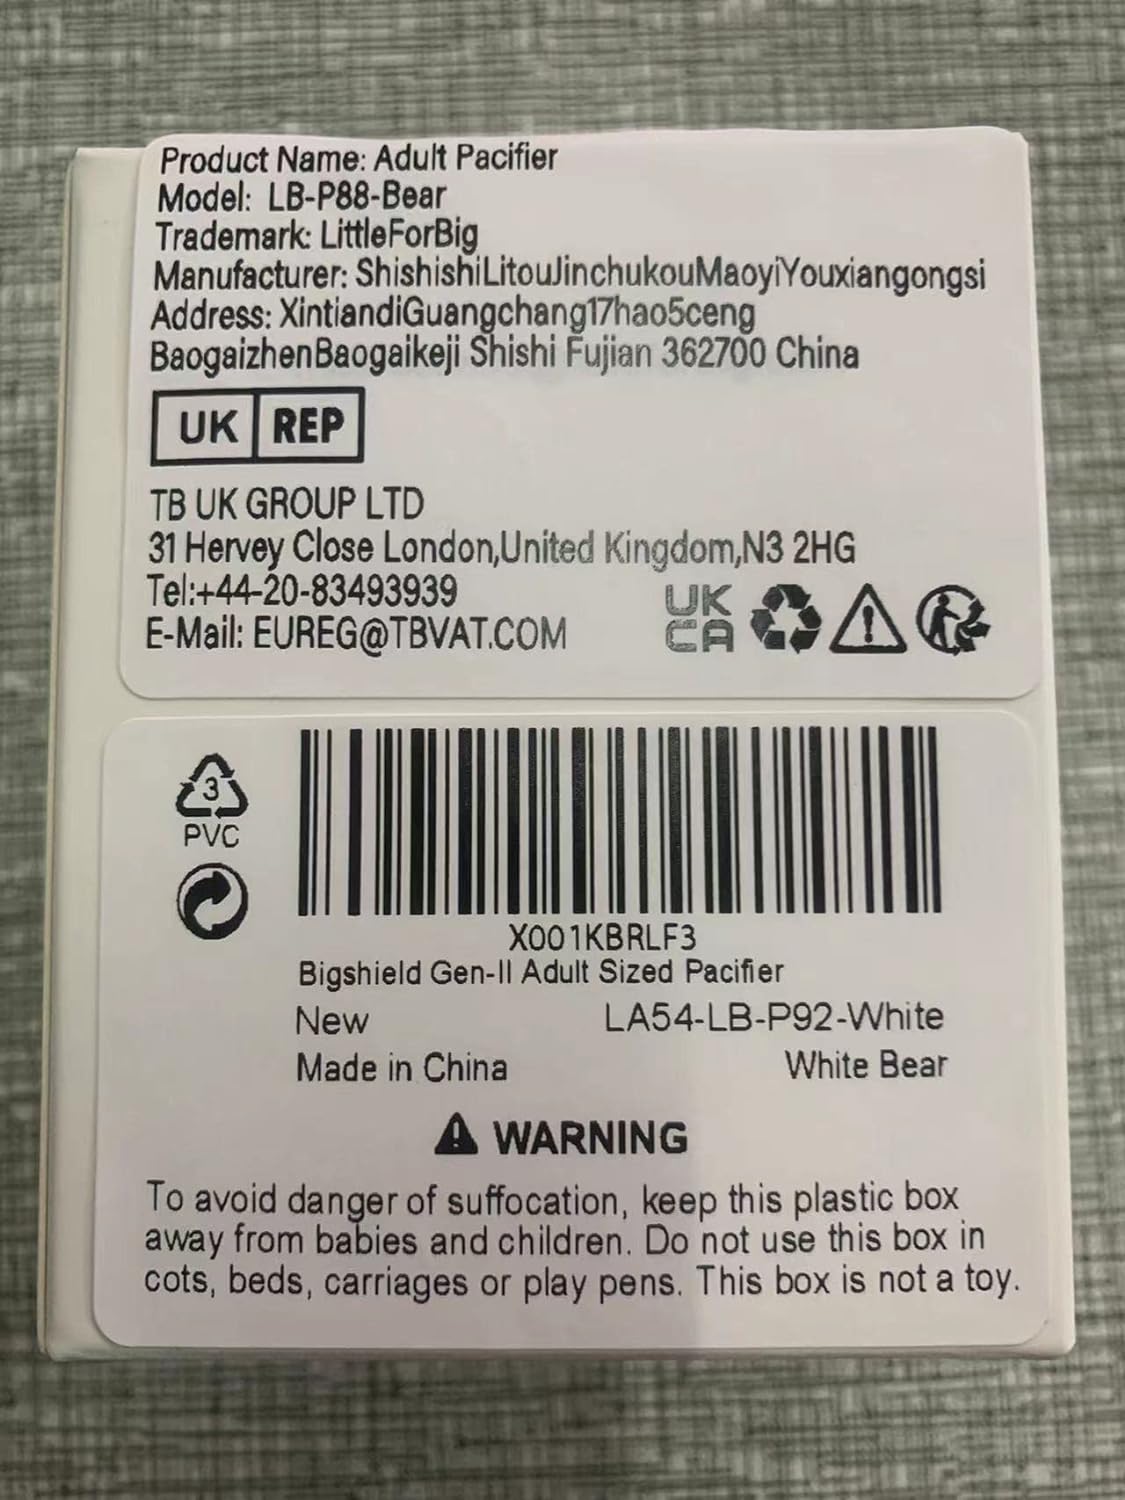 Product Name: Adult Pacifier
Model: LB-P88-Bear
Trademark: LittleForBig
Manufacturer: ShishishiLitouJinchukouMaoyiYouxiangongsi
Address: XintiandiGuangchang17hao5ceng
BaogaizhenBaogaikeji Shishi Fujian 362700 China
UK REP
TB UK GROUP LTD
31 Hervey Close London,United Kingdom,N3 2HG
Tel:+44-20-83493939
E-Mail: EUREG@TBVAT.COM
UK
CA
3
PVC
X001KBRLF3
Bigshield Gen-II Adult Sized Pacifier
New LA54-LB-P92-White
Made in China White Bear
WARNING
To avoid danger of suffocation, keep this plastic box
away from babies and children. Do not use this box in
cots, beds, carriages or play pens. This box is not a toy.